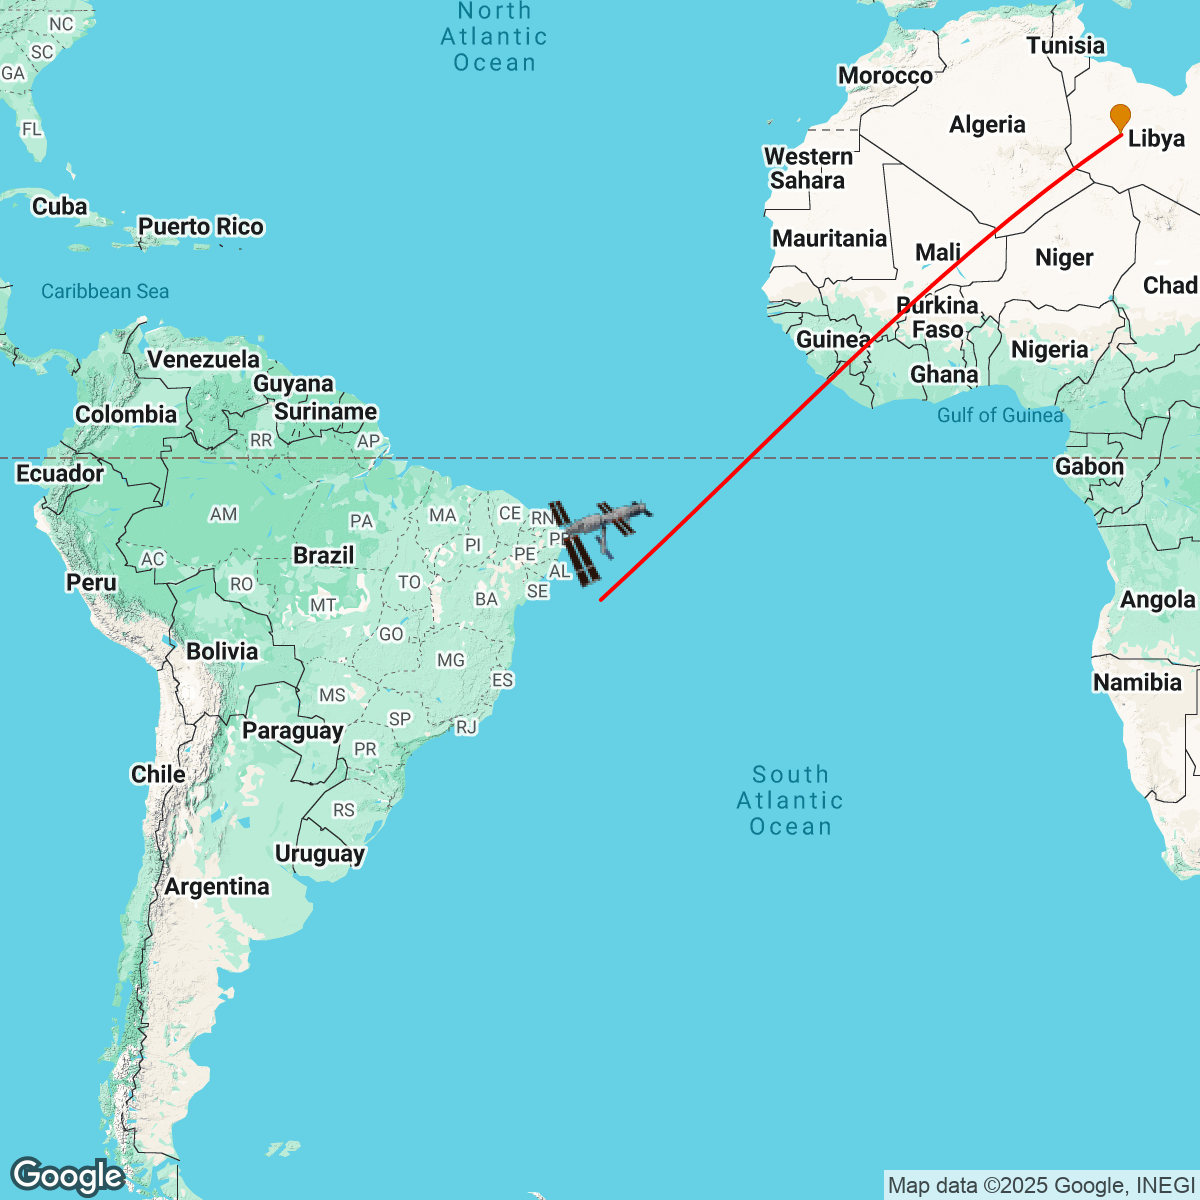 North
Atlantic
Ocean
NC
SC
GA
FL
Tunisia
Morocco
Algeria
Libya
Western
Sahara
Cuba
Puerto Rico
Mauritania
Mali
Niger
Chad
Caribbean Sea
Burkina
Faso
Guinea
Nigeria
Venezuela
Guyana
Ghana
Colombia
Suriname
Gulf of Guinea
RR
AP
Ecuador
Gabon
AM
PA
MA
CE
RN
PI
PE
AC
Brazil
AL
Peru
RO
TO
SE
MT
BA
Angola
GO
Bolivia
MG
ES
Namibia
MS
SP
RJ
Paraguay
PR
Chile
South
Atlantic
Ocean
RS
Uruguay
Argentina
Google
Map data ©2025 Google, INEGI